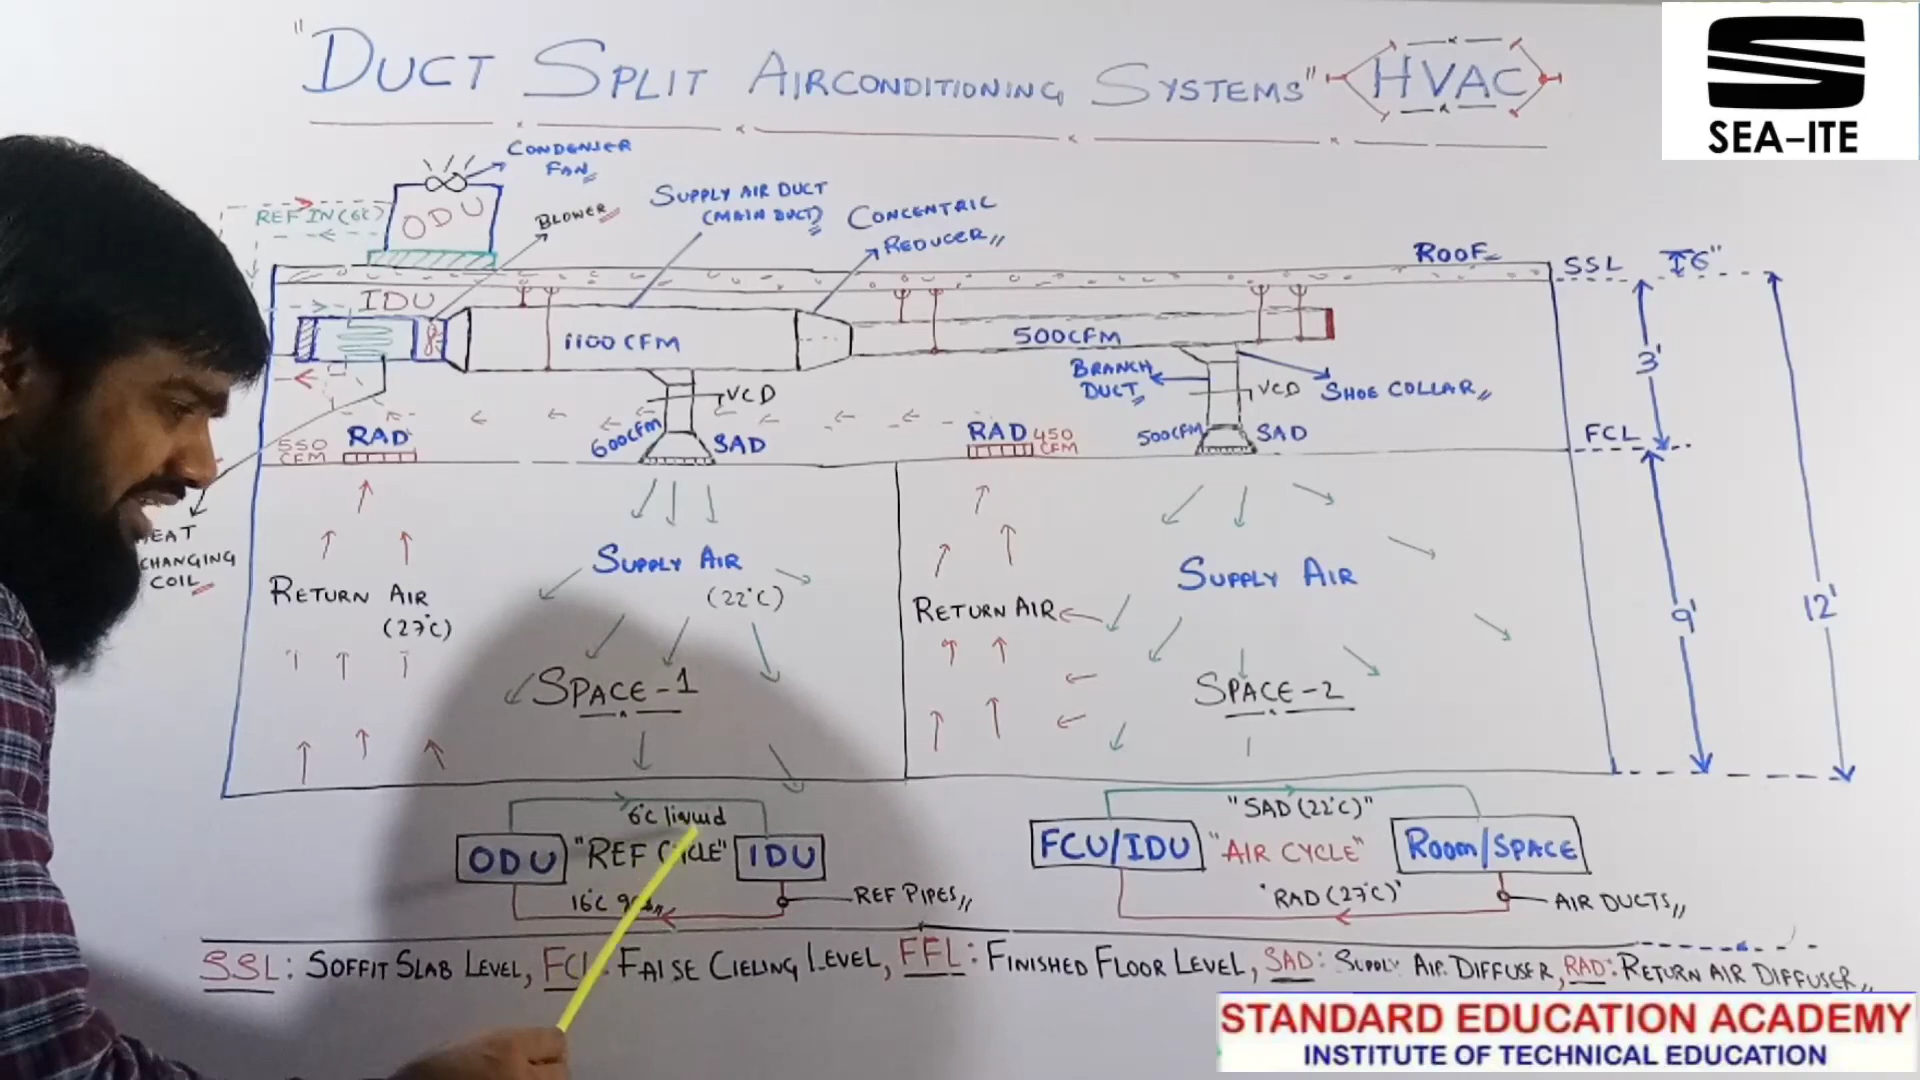 "DUCT SPLIT AIRCONDITIONING SYSTEMS" HVAC
SEA-ITE
CONDENSER
FAN
REF IN (6℃)
ODU
BLOWER
SUPPLY AIR DUCT
(MAIN DUCT)
CONCENTRIC
REDUCER
ROOF
SSL
6"
IDU
1100 CFM
500CFM
3'
BRANCH
DUCT
VCD
VCD
SHOE COLLAR
550
CFM
RAD
600CFM
SAD
RAD
450
CFM
500CFM
SAD
FCL
CHANGING
COIL
RETURN AIR
(27℃)
SUPPLY AIR
(22℃)
RETURN AIR
SUPPLY AIR
9'
12'
SPACE-1
SPACE-2
6℃ liquid
ODU
"REF CYCLE"
IDU
16℃
REF PIPES
"SAD (22℃)"
FCU/IDU
"AIR CYCLE"
Room/SPACE
"RAD (27℃)"
AIR DUCTS
SSL: SOFFIT SLAB LEVEL, FCL: FALSE CIELING LEVEL, FFL: FINISHED FLOOR LEVEL, SAD: SUPPLY AIR DIFFUSER, RAD: RETURN AIR DIFFUSER
STANDARD EDUCATION ACADEMY
INSTITUTE OF TECHNICAL EDUCATION